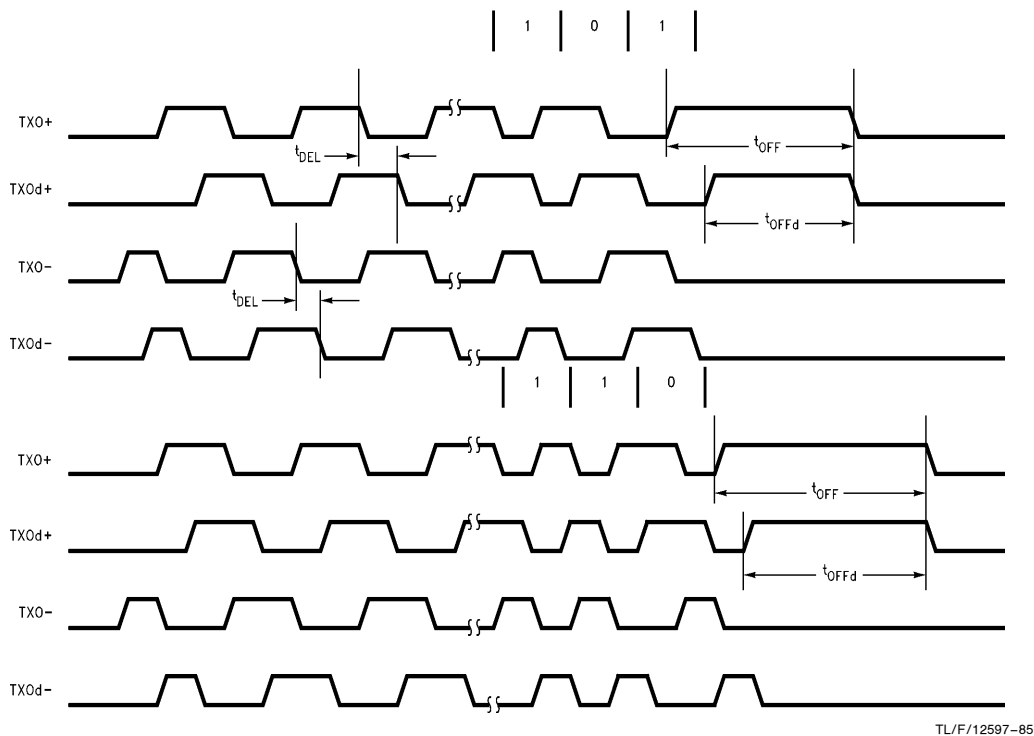 1 0 1
TXO+
tOFF
tDEL
TXOd+
tOFFd
TXO-
tDEL
TXOd-
1 1 0
TXO+
tOFF
TXOd+
tOFFd
TXO-
TXOd-
TL/F/12597-85